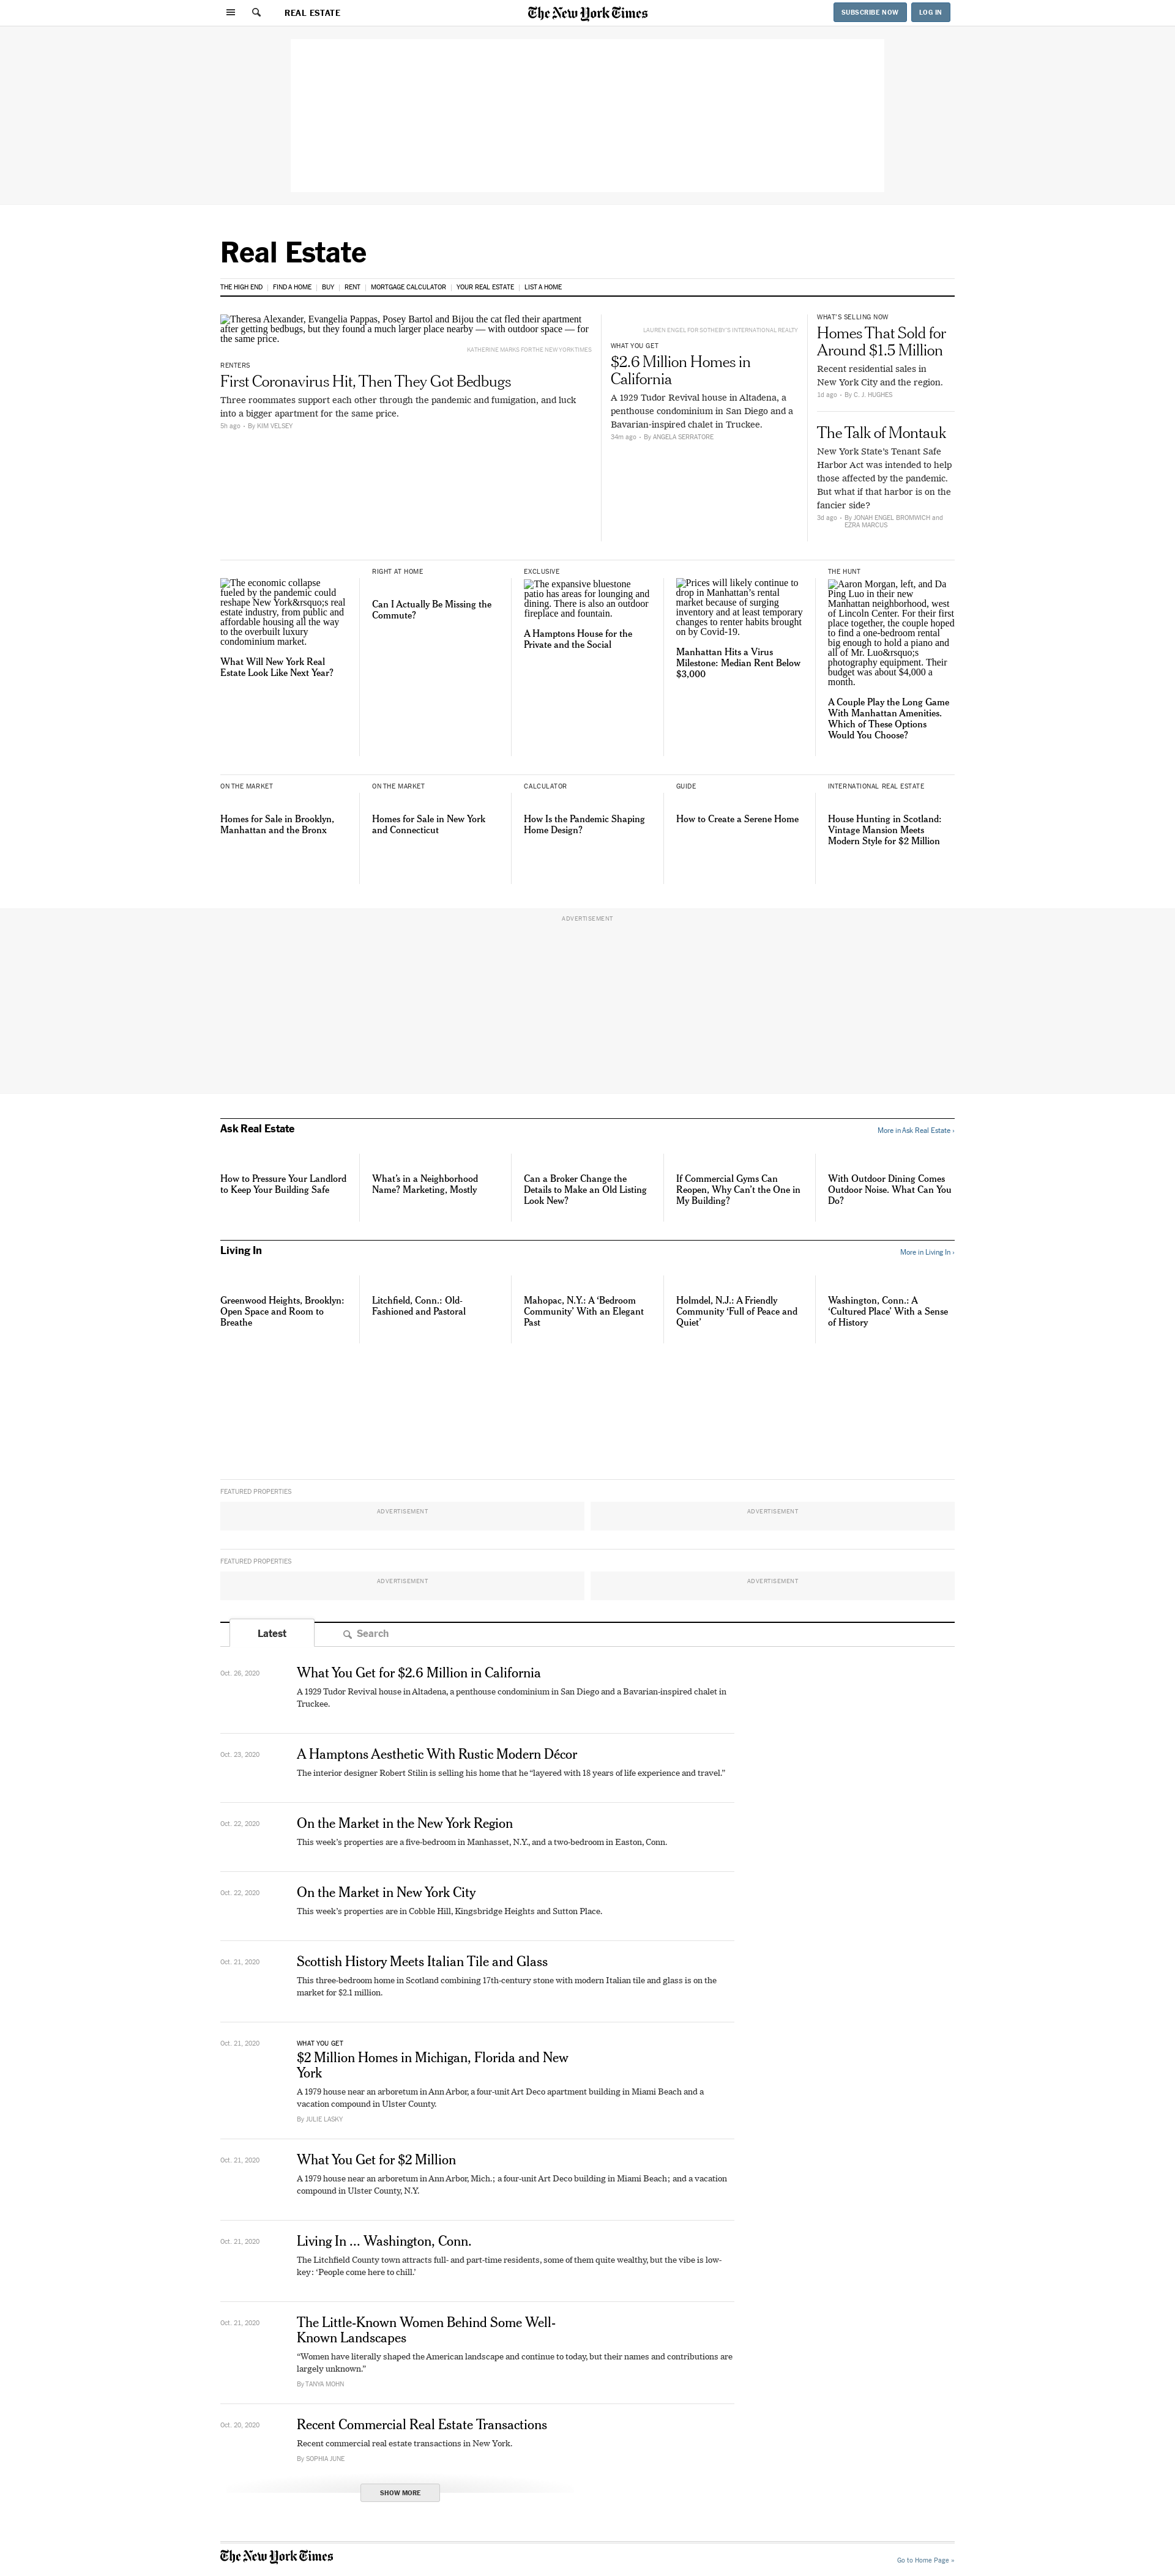 REAL ESTATE
The New York Times
SUBSCRIBE NOW
LOG IN
Real Estate
THE HIGH END
FIND A HOME
BUY
RENT
MORTGAGE CALCULATOR
YOUR REAL ESTATE
LIST A HOME
Theresa Alexander, Evangelia Pappas, Posey Bartol and Bijou the cat fled their apartment
after getting bedbugs, but they found a much larger place nearby — with outdoor space — for
the same price.
KATHERINE MARKS FOR THE NEW YORK TIMES
RENTERS
First Coronavirus Hit, Then They Got Bedbugs
Three roommates support each other through the pandemic and fumigation, and luck
into a bigger apartment for the same price.
5h ago • By KIM VELSEY
LAUREN ENGEL FOR SOTHEBY'S INTERNATIONAL REALTY
WHAT YOU GET
$2.6 Million Homes in
California
A 1929 Tudor Revival house in Altadena, a
penthouse condominium in San Diego and a
Bavarian-inspired chalet in Truckee.
34m ago • By ANGELA SERRATORE
WHAT'S SELLING NOW
Homes That Sold for
Around $1.5 Million
Recent residential sales in
New York City and the region.
1d ago • By C. J. HUGHES
The Talk of Montauk
New York State's Tenant Safe
Harbor Act was intended to help
those affected by the pandemic.
But what if that harbor is on the
fancier side?
3d ago • By JONAH ENGEL BROMWICH and
EZRA MARCUS
The economic collapse
fueled by the pandemic could
reshape New York&rsquo;s real
estate industry, from public and
affordable housing all the way
to the overbuilt luxury
condominium market.
What Will New York Real
Estate Look Like Next Year?
RIGHT AT HOME
Can I Actually Be Missing the
Commute?
EXCLUSIVE
The expansive bluestone
patio has areas for lounging and
dining. There is also an outdoor
fireplace and fountain.
A Hamptons House for the
Private and the Social
Prices will likely continue to
drop in Manhattan's rental
market because of surging
inventory and at least temporary
changes to renter habits brought
on by Covid-19.
Manhattan Hits a Virus
Milestone: Median Rent Below
$3,000
THE HUNT
Aaron Morgan, left, and Da
Ping Luo in their new
Manhattan neighborhood, west
of Lincoln Center. For their first
place together, the couple hoped
to find a one-bedroom rental
big enough to hold a piano and
all of Mr. Luo&rsquo;s
photography equipment. Their
budget was about $4,000 a
month.
A Couple Play the Long Game
With Manhattan Amenities.
Which of These Options
Would You Choose?
ON THE MARKET
Homes for Sale in Brooklyn,
Manhattan and the Bronx
ON THE MARKET
Homes for Sale in New York
and Connecticut
CALCULATOR
How Is the Pandemic Shaping
Home Design?
GUIDE
How to Create a Serene Home
INTERNATIONAL REAL ESTATE
House Hunting in Scotland:
Vintage Mansion Meets
Modern Style for $2 Million
ADVERTISEMENT
Ask Real Estate
More in Ask Real Estate ›
How to Pressure Your Landlord
to Keep Your Building Safe
What's in a Neighborhood
Name? Marketing, Mostly
Can a Broker Change the
Details to Make an Old Listing
Look New?
If Commercial Gyms Can
Reopen, Why Can't the One in
My Building?
With Outdoor Dining Comes
Outdoor Noise. What Can You
Do?
Living In
More in Living In ›
Greenwood Heights, Brooklyn:
Open Space and Room to
Breathe
Litchfield, Conn.: Old-
Fashioned and Pastoral
Mahopac, N.Y.: A ‘Bedroom
Community’ With an Elegant
Past
Holmdel, N.J.: A Friendly
Community ‘Full of Peace and
Quiet’
Washington, Conn.: A
‘Cultured Place’ With a Sense
of History
FEATURED PROPERTIES
ADVERTISEMENT
ADVERTISEMENT
FEATURED PROPERTIES
ADVERTISEMENT
ADVERTISEMENT
Latest
Search
Oct. 26, 2020
What You Get for $2.6 Million in California
A 1929 Tudor Revival house in Altadena, a penthouse condominium in San Diego and a Bavarian-inspired chalet in
Truckee.
Oct. 23, 2020
A Hamptons Aesthetic With Rustic Modern Décor
The interior designer Robert Stilin is selling his home that he “layered with 18 years of life experience and travel.”
Oct. 22, 2020
On the Market in the New York Region
This week's properties are a five-bedroom in Manhasset, N.Y., and a two-bedroom in Easton, Conn.
Oct. 22, 2020
On the Market in New York City
This week's properties are in Cobble Hill, Kingsbridge Heights and Sutton Place.
Oct. 21, 2020
Scottish History Meets Italian Tile and Glass
This three-bedroom home in Scotland combining 17th-century stone with modern Italian tile and glass is on the
market for $2.1 million.
Oct. 21, 2020
WHAT YOU GET
$2 Million Homes in Michigan, Florida and New
York
A 1979 house near an arboretum in Ann Arbor, a four-unit Art Deco apartment building in Miami Beach and a
vacation compound in Ulster County.
By JULIE LASKY
Oct. 21, 2020
What You Get for $2 Million
A 1979 house near an arboretum in Ann Arbor, Mich.; a four-unit Art Deco building in Miami Beach; and a vacation
compound in Ulster County, N.Y.
Oct. 21, 2020
Living In ... Washington, Conn.
The Litchfield County town attracts full- and part-time residents, some of them quite wealthy, but the vibe is low-
key: ‘People come here to chill.’
Oct. 21, 2020
The Little-Known Women Behind Some Well-
Known Landscapes
“Women have literally shaped the American landscape and continue to today, but their names and contributions are
largely unknown.”
By TANYA MOHN
Oct. 20, 2020
Recent Commercial Real Estate Transactions
Recent commercial real estate transactions in New York.
By SOPHIA JUNE
SHOW MORE
The New York Times
Go to Home Page »